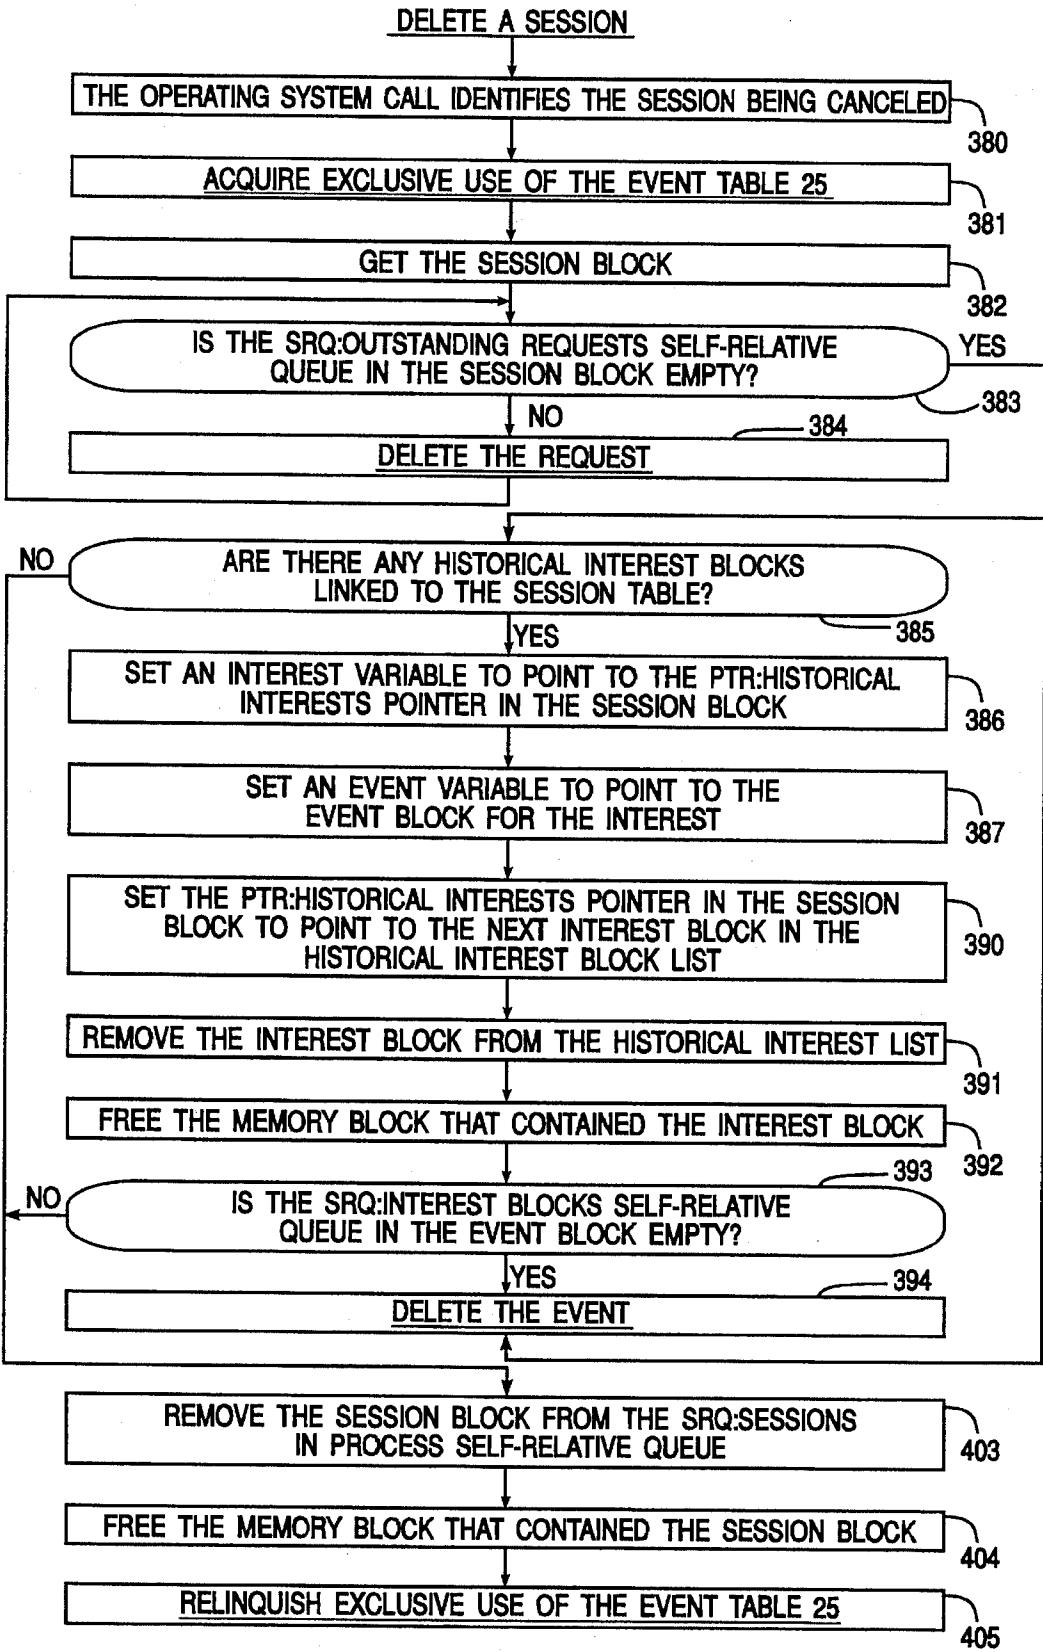 DELETE A SESSION
THE OPERATING SYSTEM CALL IDENTIFIES THE SESSION BEING CANCELED
380
ACQUIRE EXCLUSIVE USE OF THE EVENT TABLE 25
381
GET THE SESSION BLOCK
382
IS THE SRQ:OUTSTANDING REQUESTS SELF-RELATIVE
QUEUE IN THE SESSION BLOCK EMPTY?
YES
383
NO
384
DELETE THE REQUEST
NO
ARE THERE ANY HISTORICAL INTEREST BLOCKS
LINKED TO THE SESSION TABLE?
385
YES
SET AN INTEREST VARIABLE TO POINT TO THE PTR:HISTORICAL
INTERESTS POINTER IN THE SESSION BLOCK
386
SET AN EVENT VARIABLE TO POINT TO THE
EVENT BLOCK FOR THE INTEREST
387
SET THE PTR:HISTORICAL INTERESTS POINTER IN THE SESSION
BLOCK TO POINT TO THE NEXT INTEREST BLOCK IN THE
HISTORICAL INTEREST BLOCK LIST
390
REMOVE THE INTEREST BLOCK FROM THE HISTORICAL INTEREST LIST
391
FREE THE MEMORY BLOCK THAT CONTAINED THE INTEREST BLOCK
392
393
NO
IS THE SRQ:INTEREST BLOCKS SELF-RELATIVE
QUEUE IN THE EVENT BLOCK EMPTY?
YES
394
DELETE THE EVENT
REMOVE THE SESSION BLOCK FROM THE SRQ:SESSIONS
IN PROCESS SELF-RELATIVE QUEUE
403
FREE THE MEMORY BLOCK THAT CONTAINED THE SESSION BLOCK
404
RELINQUISH EXCLUSIVE USE OF THE EVENT TABLE 25
405